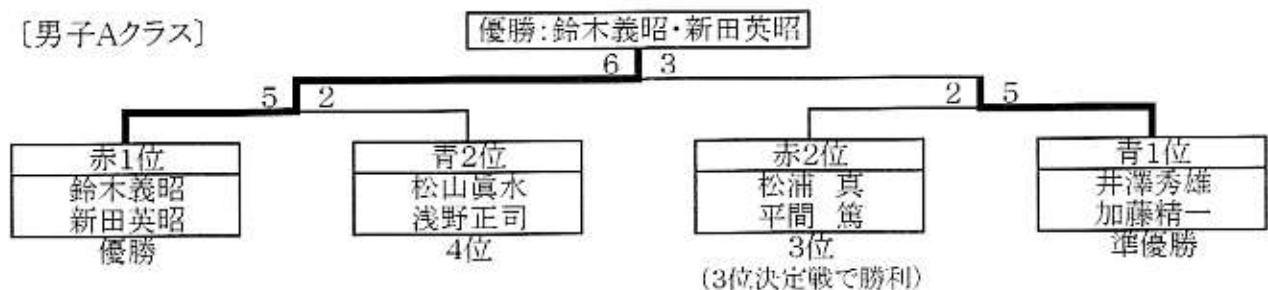 〔男子Aクラス〕
優勝:鈴木義昭・新田英昭
6 3
5 2
2 5
赤1位
鈴木義昭
新田英昭
優勝
青2位
松山眞水
浅野正司
4位
赤2位
松浦 真
平間 篤
3位
(3位決定戦で勝利)
青1位
井澤秀雄
加藤精一
準優勝